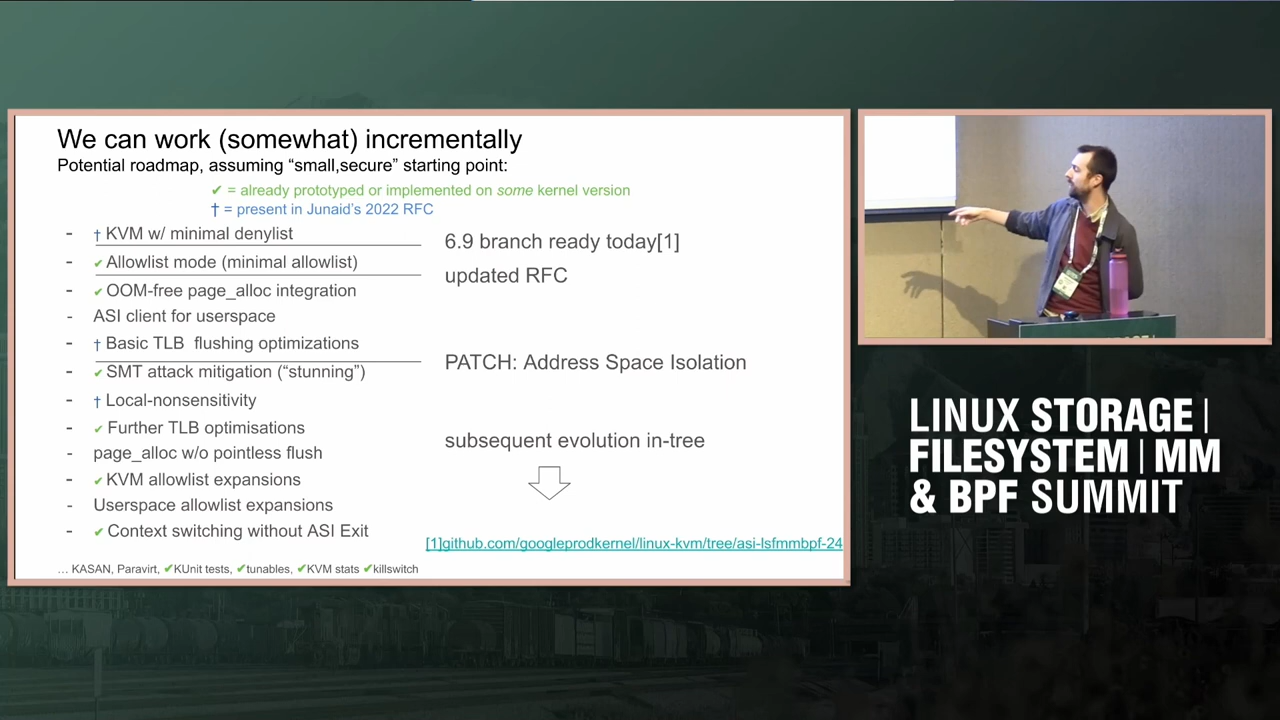 We can work (somewhat) incrementally
Potential roadmap, assuming “small,secure” starting point:
✔ = already prototyped or implemented on some kernel version
† = present in Junaid's 2022 RFC
- † KVM w/ minimal denylist
- ✔ Allowlist mode (minimal allowlist)
- ✔ OOM-free page_alloc integration
- ASI client for userspace
- † Basic TLB flushing optimizations
- ✔ SMT attack mitigation (“stunning”)
- † Local-nonsensitivity
- ✔ Further TLB optimisations
- page_alloc w/o pointless flush
- ✔ KVM allowlist expansions
- Userspace allowlist expansions
- ✔ Context switching without ASI Exit
... KASAN, Paravirt, ✔KUnit tests, ✔tunables, ✔KVM stats ✔killswitch
6.9 branch ready today[1]
updated RFC
PATCH: Address Space Isolation
subsequent evolution in-tree
[1]github.com/googleprodkernel/linux-kvm/tree/asi-lsfmmbpf-24
LINUX STORAGE |
FILESYSTEM | MM
& BPF SUMMIT